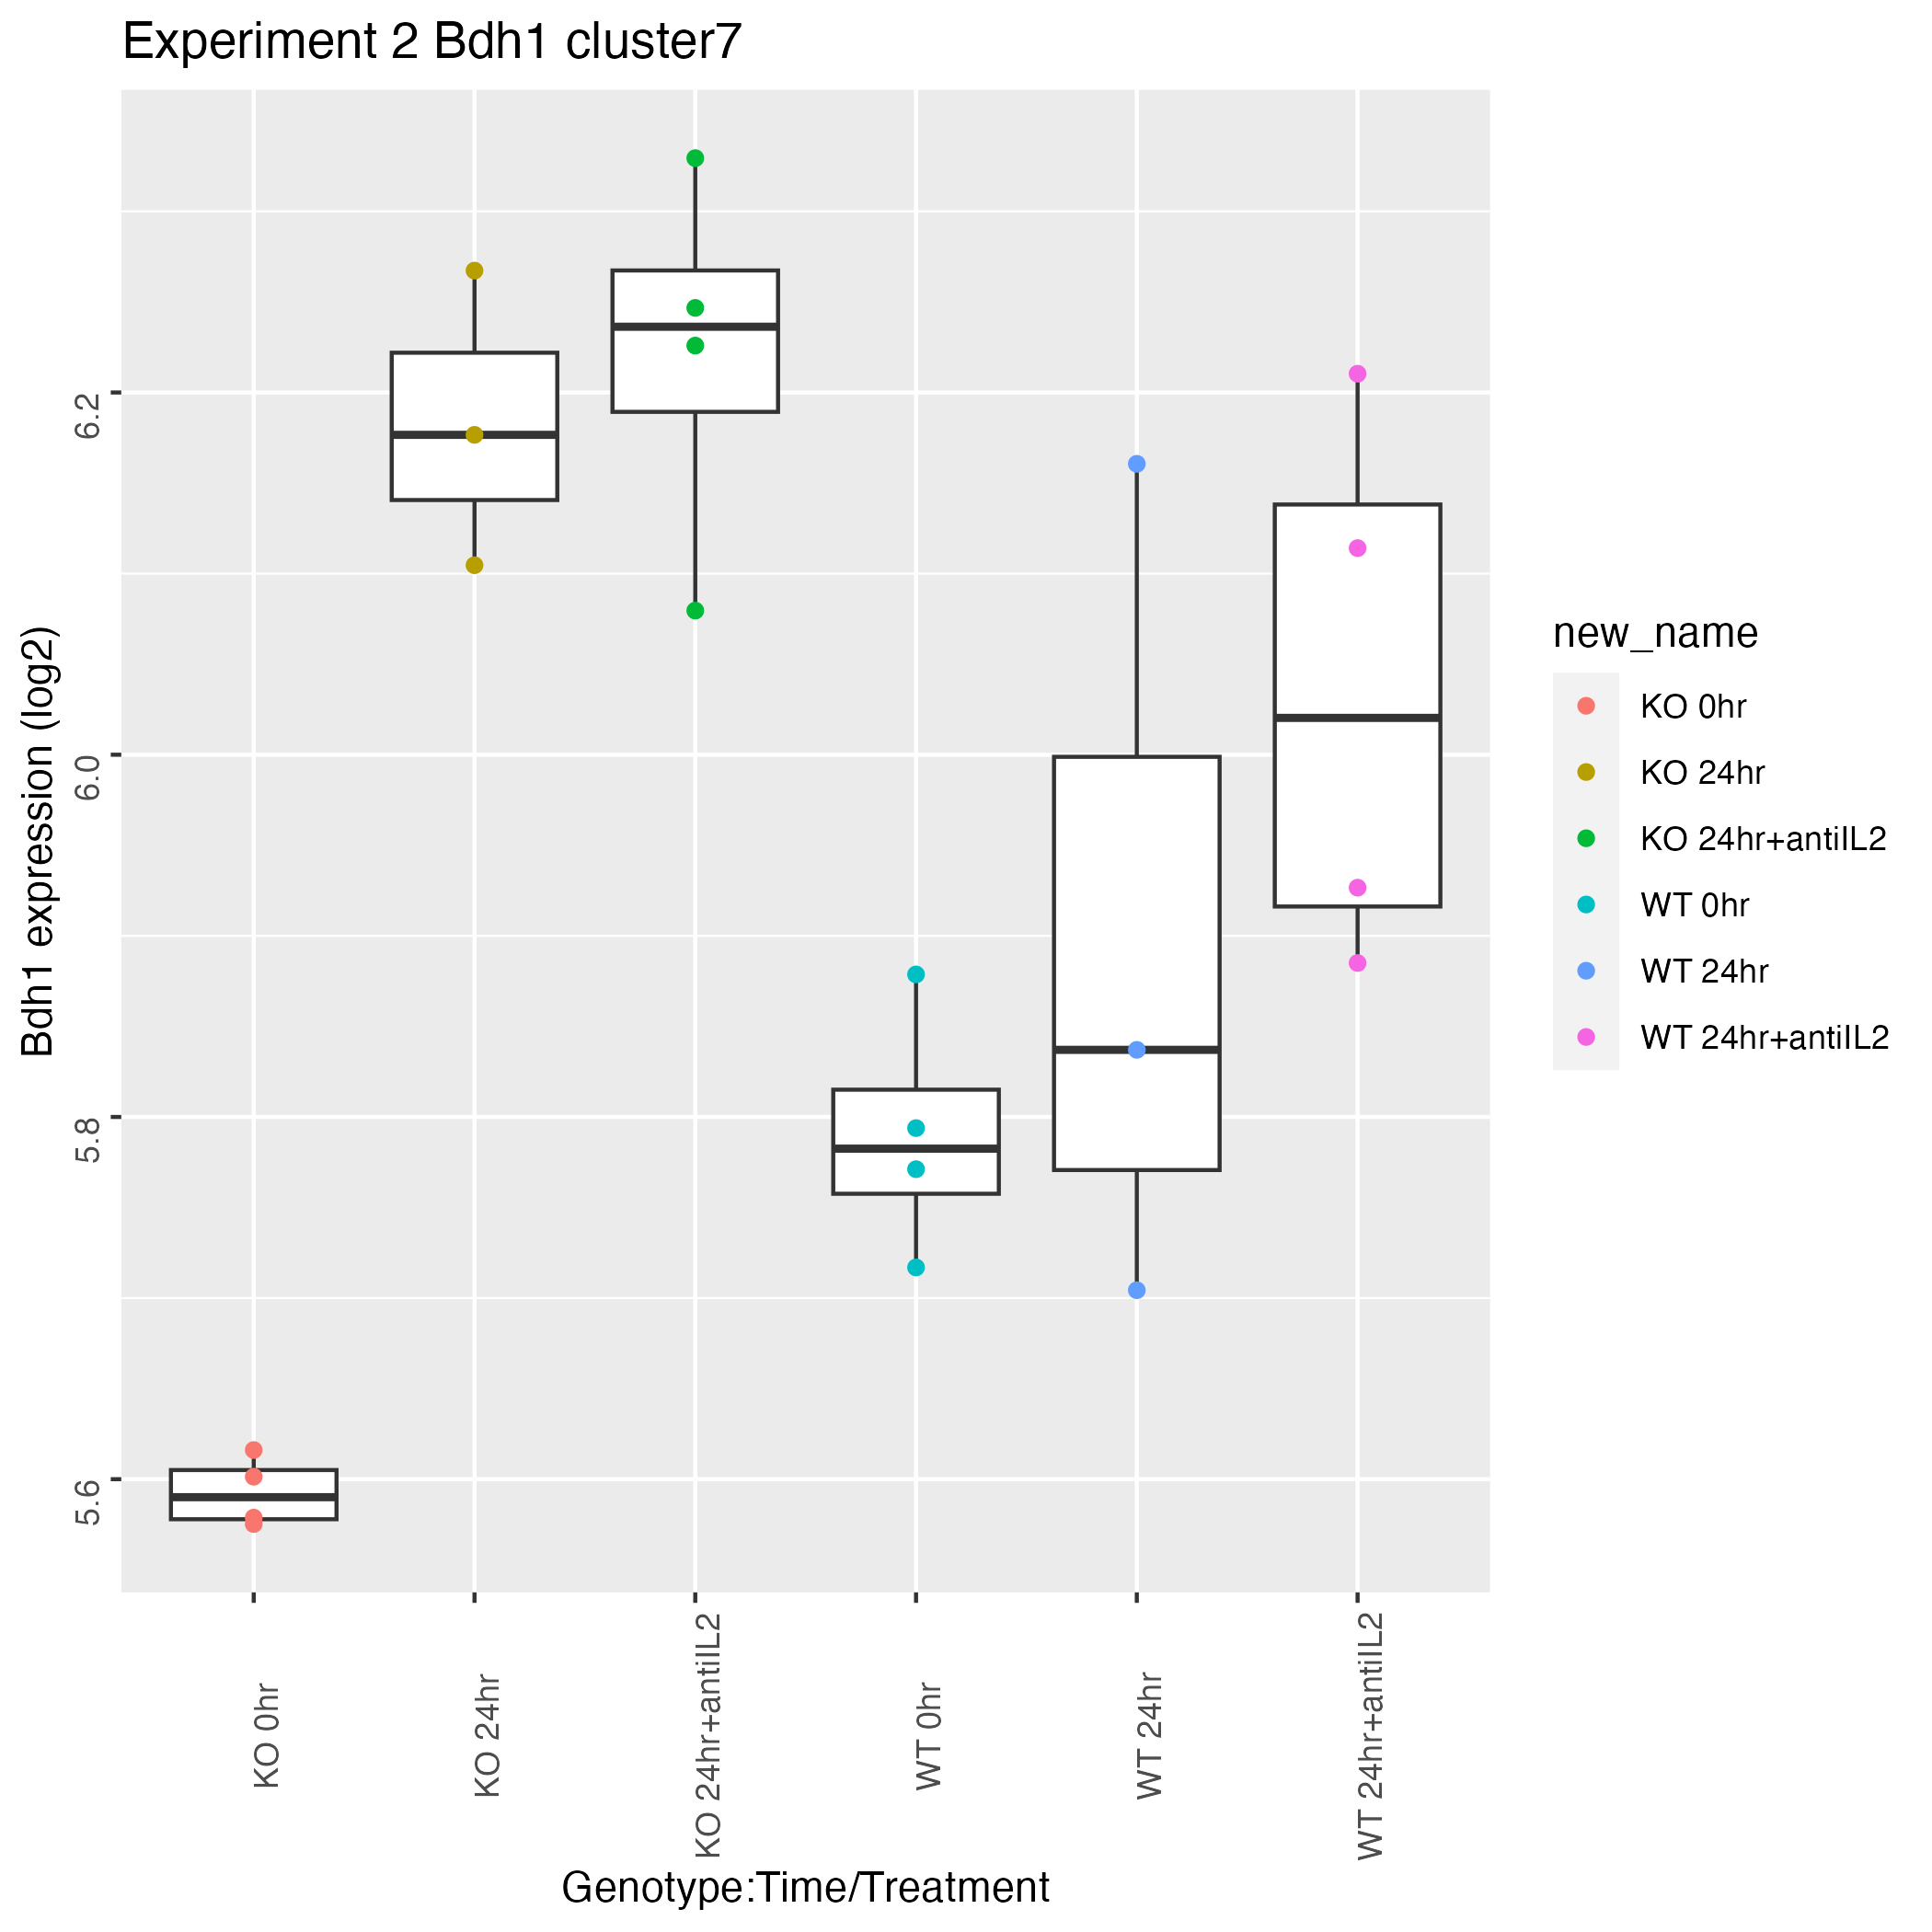 Experiment 2 Bdh1 cluster7
Bdh1 expression (log2)
6.2
6.0
5.8
5.6
KO 0hr
KO 24hr
KO 24hr+antiIL2
WT 0hr
WT 24hr
WT 24hr+antiIL2
Genotype:Time/Treatment
new_name
KO 0hr
KO 24hr
KO 24hr+antiIL2
WT 0hr
WT 24hr
WT 24hr+antiIL2